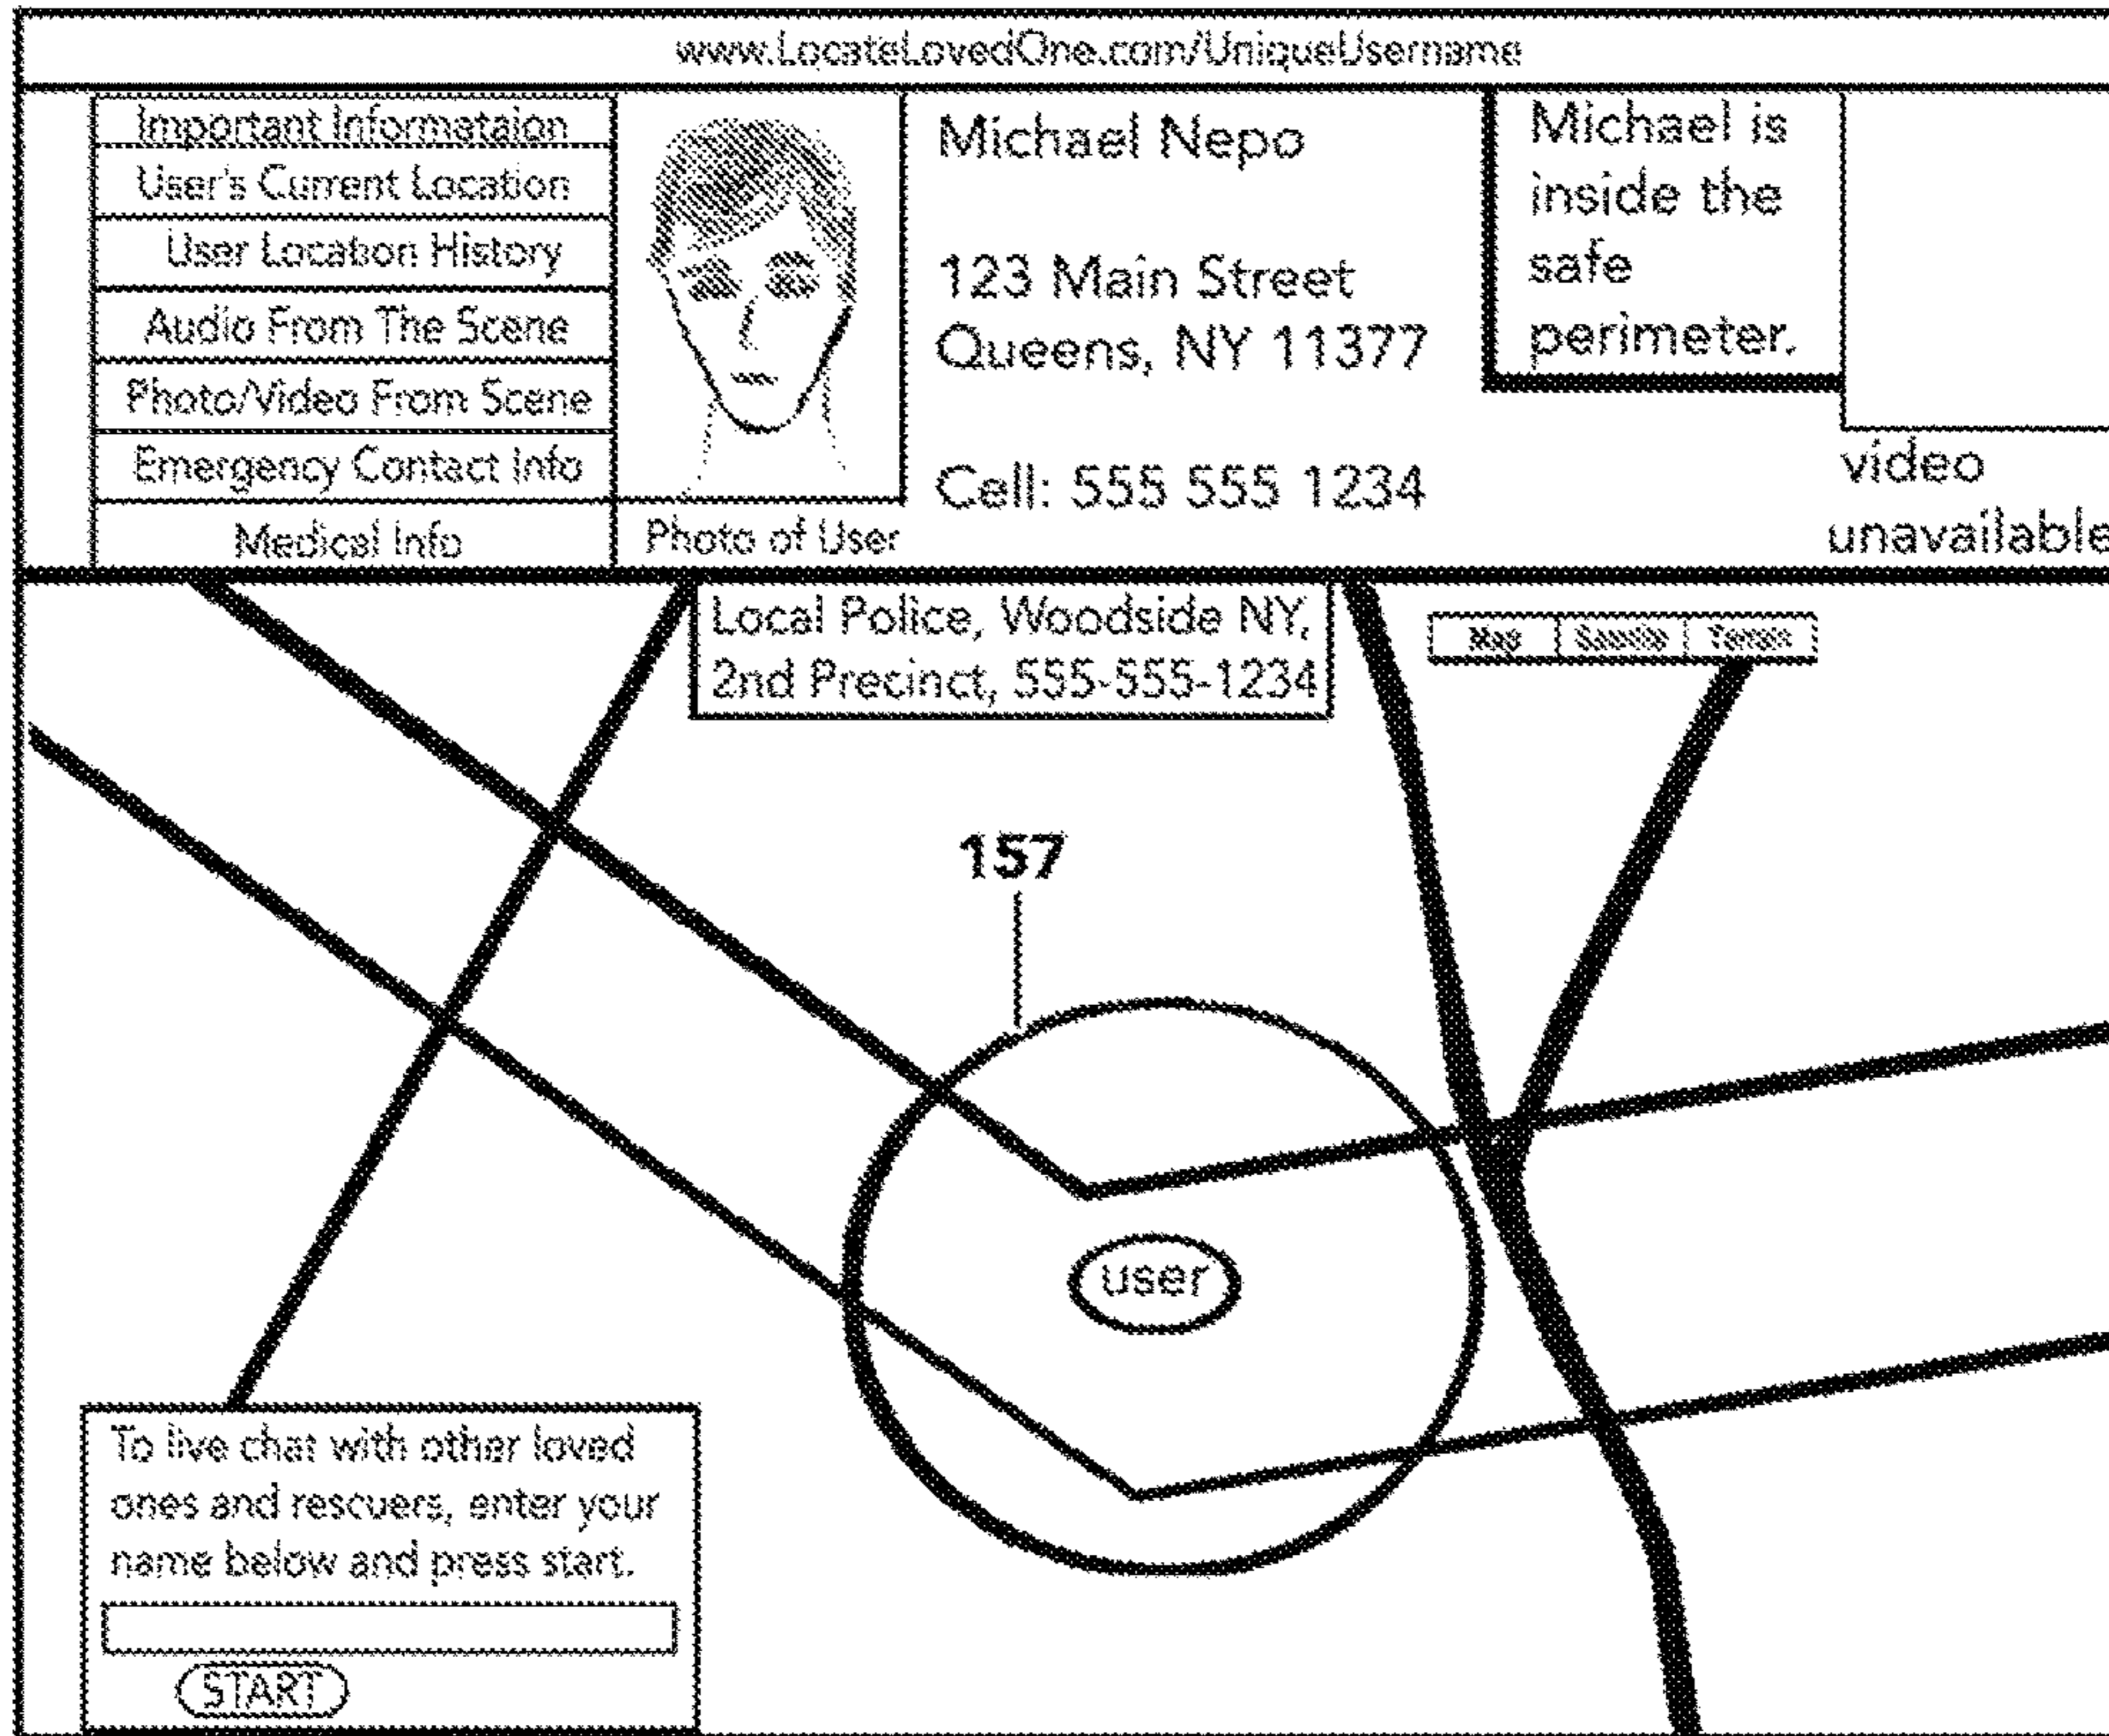 www.LocateLovedOne.com/UniqueUsername
Important Informataion
User's Current Location
User Location History
Audio From The Scene
Photo/Video From Scene
Emergency Contact Info
Medical Info
Photo of User
Michael Nepo
123 Main Street
Queens, NY 11377
Cell: 555 555 1234
Michael is
inside the
safe
perimeter.
video
unavailable
Local Police, Woodside NY,
2nd Precinct, 555-555-1234
Map Terrain
157
user
To live chat with other loved
ones and rescuers, enter your
name below and press start.
START